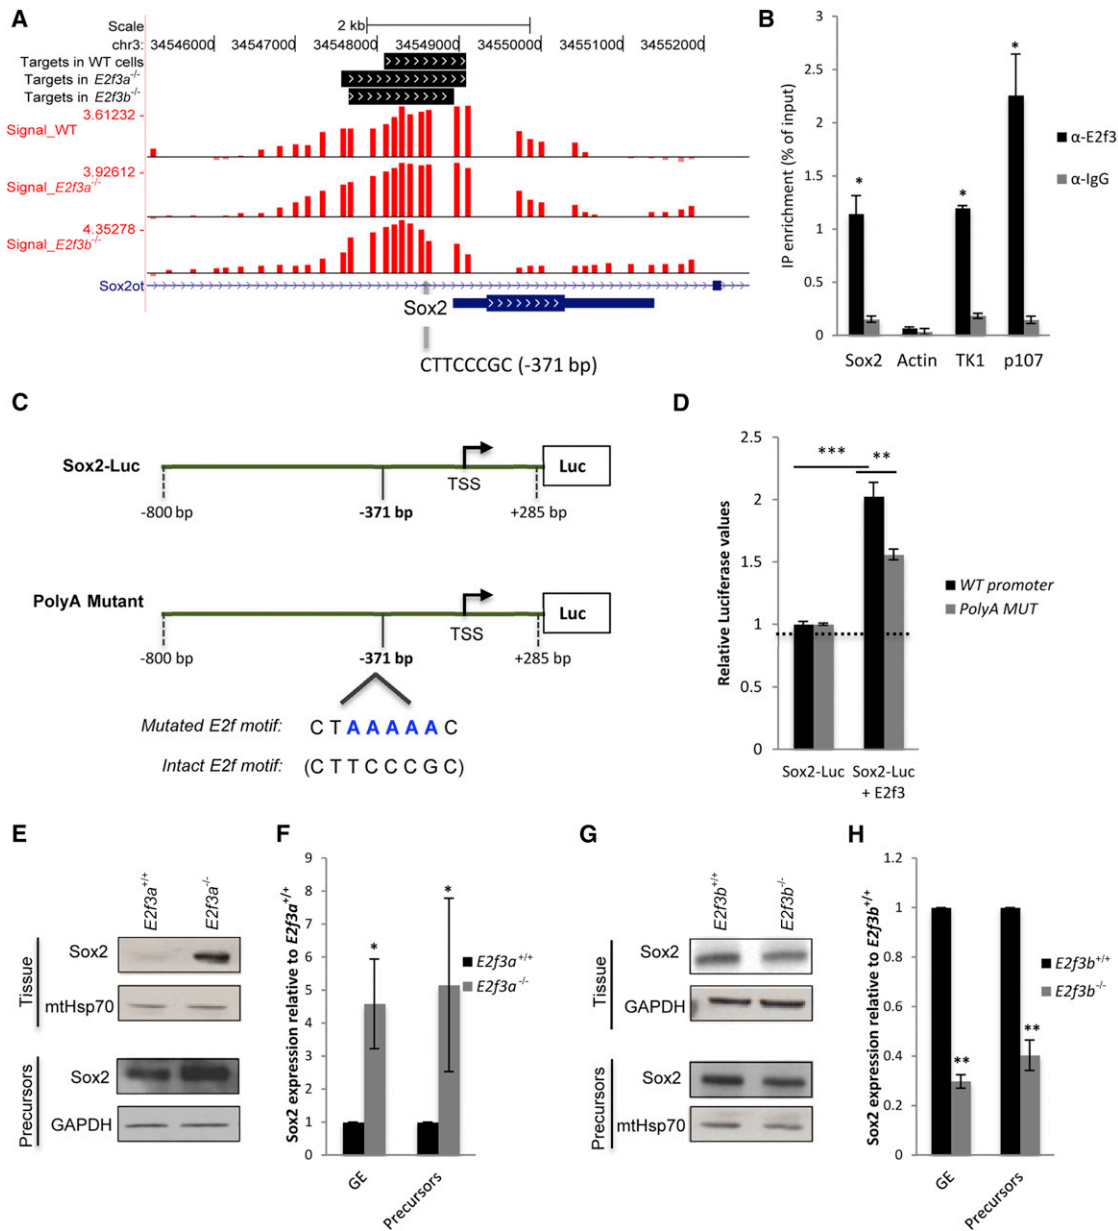 A
Scale 2 kb
chr3: 34546000 34547000 34548000 34549000 34550000 34551000 34552000
Targets in WT cells
Targets in E2f3a-/-
Targets in E2f3b-/-
3.61232
Signal_WT
3.92612
Signal_E2f3a-/-
4.35278
Signal_E2f3b-/-
Sox2ot
Sox2
CTTCCCGC (-371 bp)
B
IP enrichment (% of input)
3
2.5
2
1.5
1
0.5
0
* * *
Sox2 Actin TK1 p107
α-E2f3
α-IgG
C
Sox2-Luc
Luc
TSS
-800 bp -371 bp +285 bp
PolyA Mutant
Luc
TSS
-800 bp -371 bp +285 bp
Mutated E2f motif: C T A A A A A C
Intact E2f motif: (C T T C C C G C)
D
Relative Luciferase values
2.5
2
1.5
1
0.5
0
*** **
Sox2-Luc Sox2-Luc
+ E2f3
WT promoter
PolyA MUT
E
E2f3a+/+ E2f3a-/-
Tissue
Sox2
mtHsp70
Precursors
Sox2
GAPDH
F
Sox2 expression relative to E2f3a+/+
9
8
7
6
5
4
3
2
1
0
* *
GE Precursors
E2f3a+/+
E2f3a-/-
G
E2f3b+/+ E2f3b-/-
Tissue
Sox2
GAPDH
Precursors
Sox2
mtHsp70
H
Sox2 expression relative to E2f3b+/+
1.2
1
0.8
0.6
0.4
0.2
0
** **
GE Precursors
E2f3b+/+
E2f3b-/-